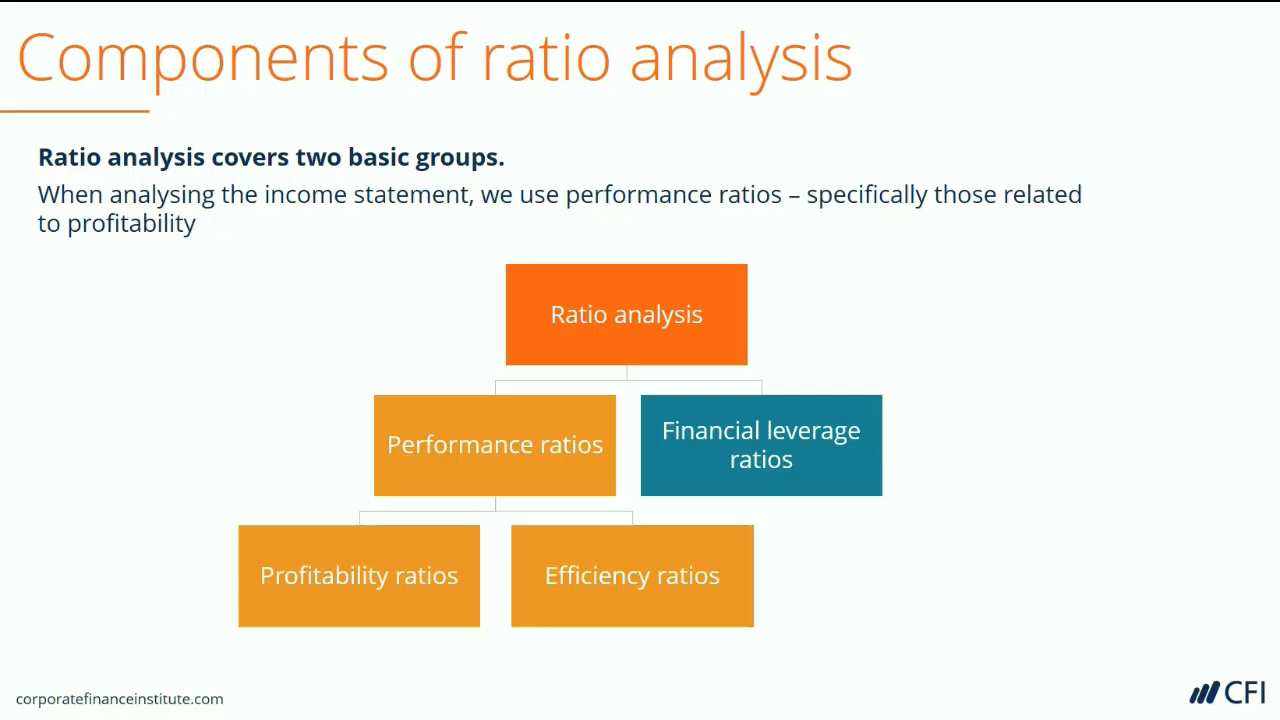 Components of ratio analysis
Ratio analysis covers two basic groups.
When analysing the income statement, we use performance ratios – specifically those related
to profitability
Ratio analysis
Performance ratios
Financial leverage
ratios
Profitability ratios
Efficiency ratios
corporatefinanceinstitute.com
CFI